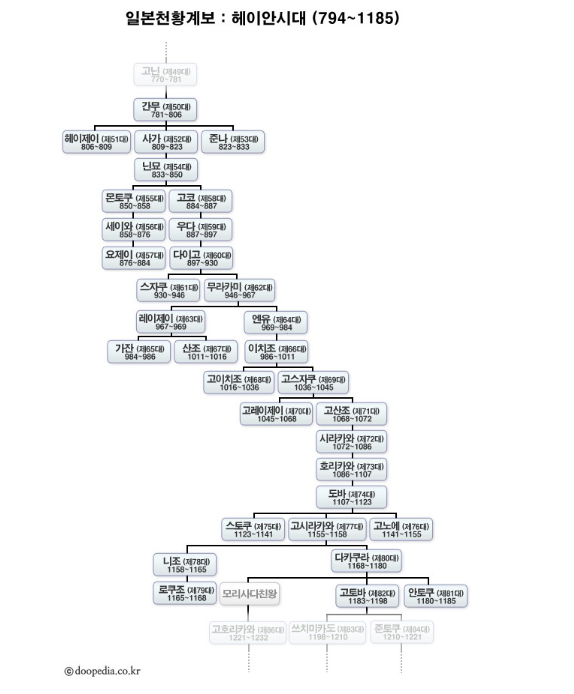 일본천황계보 : 헤이안시대 (794~1185)
고닌 (제49대)
770~781
간무 (제50대)
781~806
헤이제이 (제51대)
806~809
사가 (제52대)
809~823
준나 (제53대)
823~833
닌묘 (제54대)
833~850
몬토쿠 (제55대)
850~858
고코 (제58대)
884~887
세이와 (제56대)
858~876
우다 (제59대)
887~897
요제이 (제57대)
876~884
다이고 (제60대)
897~930
스자쿠 (제61대)
930~946
무라카미 (제62대)
946~967
레이제이 (제63대)
967~969
엔유 (제64대)
969~984
가잔 (제65대)
984~986
산조 (제67대)
1011~1016
이치조 (제66대)
986~1011
고이치조 (제68대)
1016~1036
고스자쿠 (제69대)
1036~1045
고레이제이 (제70대)
1045~1068
고산조 (제71대)
1068~1072
시라카와 (제72대)
1072~1086
호리카와 (제73대)
1086~1107
도바 (제74대)
1107~1123
스토쿠 (제75대)
1123~1141
고시라카와 (제77대)
1155~1158
고노에 (제76대)
1141~1155
니조 (제78대)
1158~1165
다카쿠라 (제80대)
1168~1180
로쿠조 (제79대)
1165~1168
모리사다친왕
고토바 (제82대)
1183~1198
안토쿠 (제81대)
1180~1185
고호리카와 (제86대)
1221~1232
쓰치미카도 (제83대)
1198~1210
준토쿠 (제84대)
1210~1221
ⓒdoopedia.co.kr